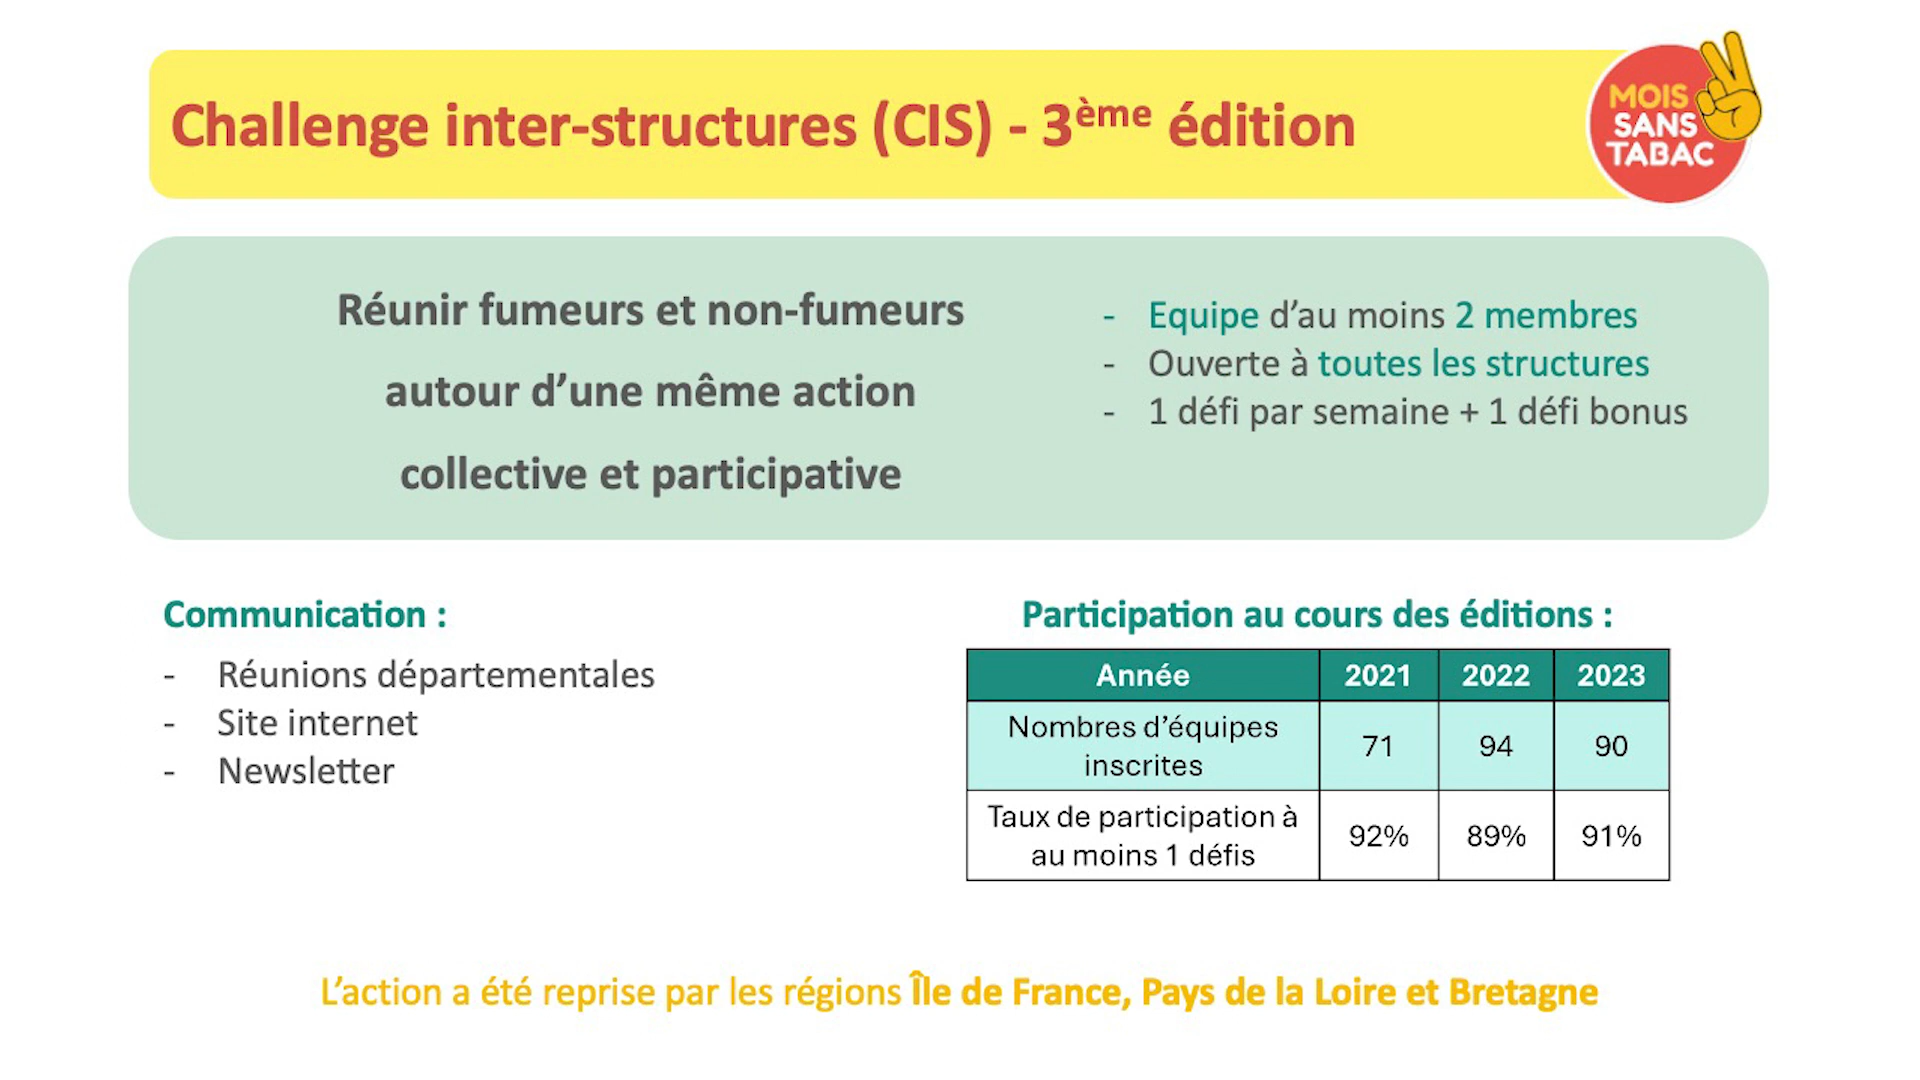 Challenge inter-structures (CIS) - 3ème édition
MOIS
SANS
TABAC
Réunir fumeurs et non-fumeurs
autour d’une même action
collective et participative
- Equipe d’au moins 2 membres
- Ouverte à toutes les structures
- 1 défi par semaine + 1 défi bonus
Communication :
- Réunions départementales
- Site internet
- Newsletter
Participation au cours des éditions :
Année 2021 2022 2023
Nombres d’équipes
inscrites
71 94 90
Taux de participation à
au moins 1 défis
92% 89% 91%
L’action a été reprise par les régions Île de France, Pays de la Loire et Bretagne